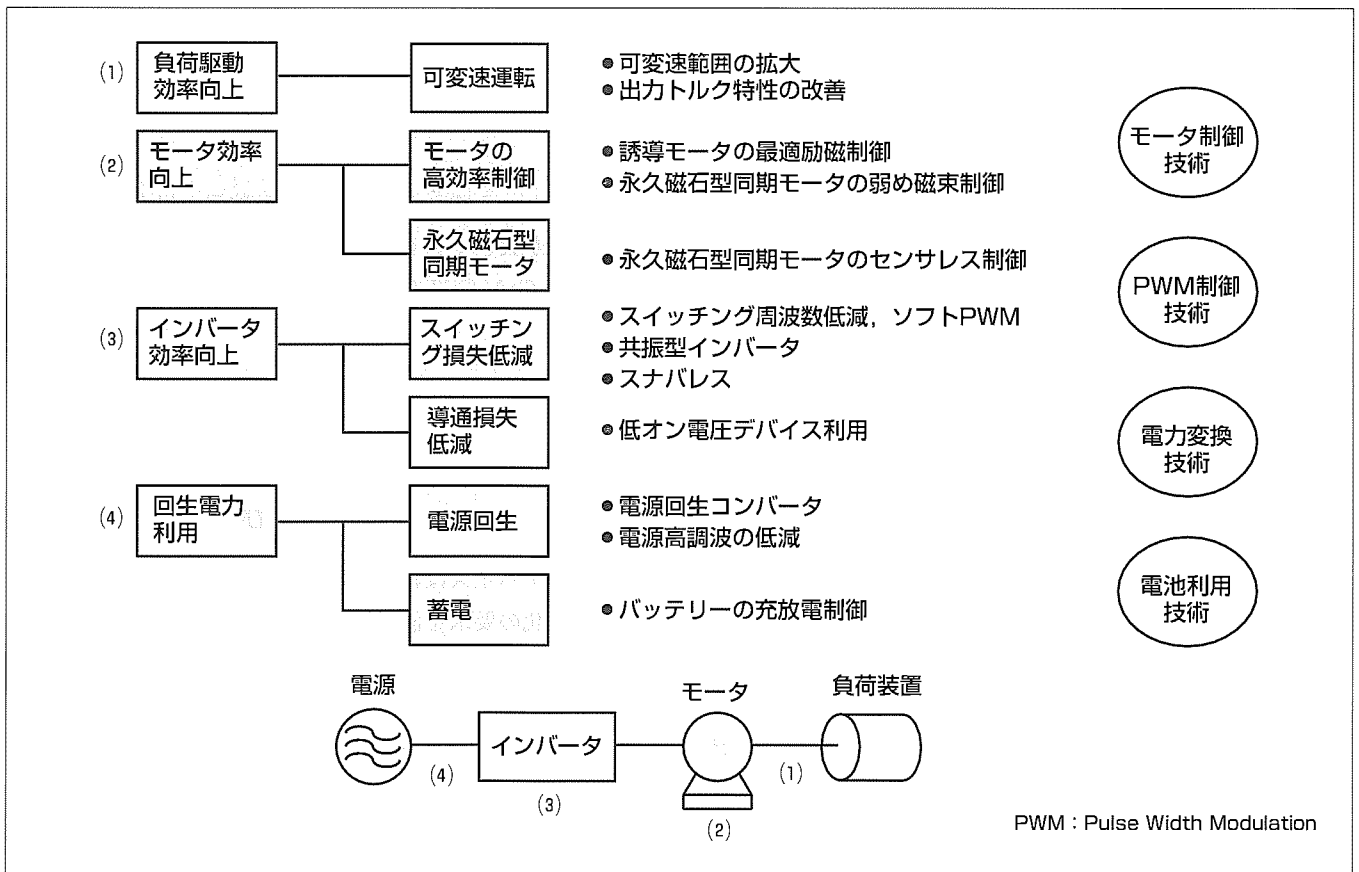 (1)
負荷駆動
効率向上
可変速運転
●可変速範囲の拡大
●出力トルク特性の改善
(2)
モータ効率
向上
モータの
高効率制御
●誘導モータの最適励磁制御
●永久磁石型同期モータの弱め磁束制御
永久磁石型
同期モータ
●永久磁石型同期モータのセンサレス制御
(3)
インバータ
効率向上
スイッチン
グ損失低減
●スイッチング周波数低減,ソフトPWM
●共振型インバータ
●スナバレス
導通損失
低減
●低オン電圧デバイス利用
(4)
回生電力
利用
電源回生
●電源回生コンバータ
●電源高調波の低減
蓄電
●バッテリーの充放電制御
モータ制御
技術
PWM制御
技術
電力変換
技術
電池利用
技術
電源
インバータ
モータ
負荷装置
(4)
(3)
(2)
(1)
PWM:Pulse Width Modulation